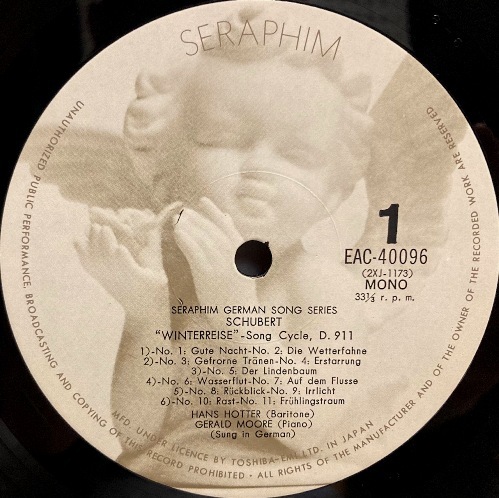 SERAPHIM
1
EAC-40096
(2XJ-1173)
MONO
33⅓ r. p. m.
SERAPHIM GERMAN SONG SERIES
SCHUBERT
"WINTERREISE"-Song Cycle, D. 911
1)-No. 1: Gute Nacht-No. 2: Die Wetterfahne
2)-No. 3: Gefrorne Tränen-No. 4: Erstarrung
3)-No. 5: Der Lindenbaum
4)-No. 6: Wasserflut-No. 7: Auf dem Flusse
5)-No. 8: Rückblick-No. 9: Irrlicht
6)-No. 10: Rast-No. 11: Frühlingstraum
HANS HOTTER (Baritone)
GERALD MOORE (Piano)
(Sung in German)
MFD. UNDER LICENCE BY TOSHIBA-EMI LTD. IN JAPAN
UNAUTHORIZED PUBLIC PERFORMANCE, BROADCASTING AND COPYING OF THIS RECORD PROHIBITED · ALL RIGHTS OF THE MANUFACTURER AND OF THE OWNER OF THE RECORDED WORK ARE RESERVED